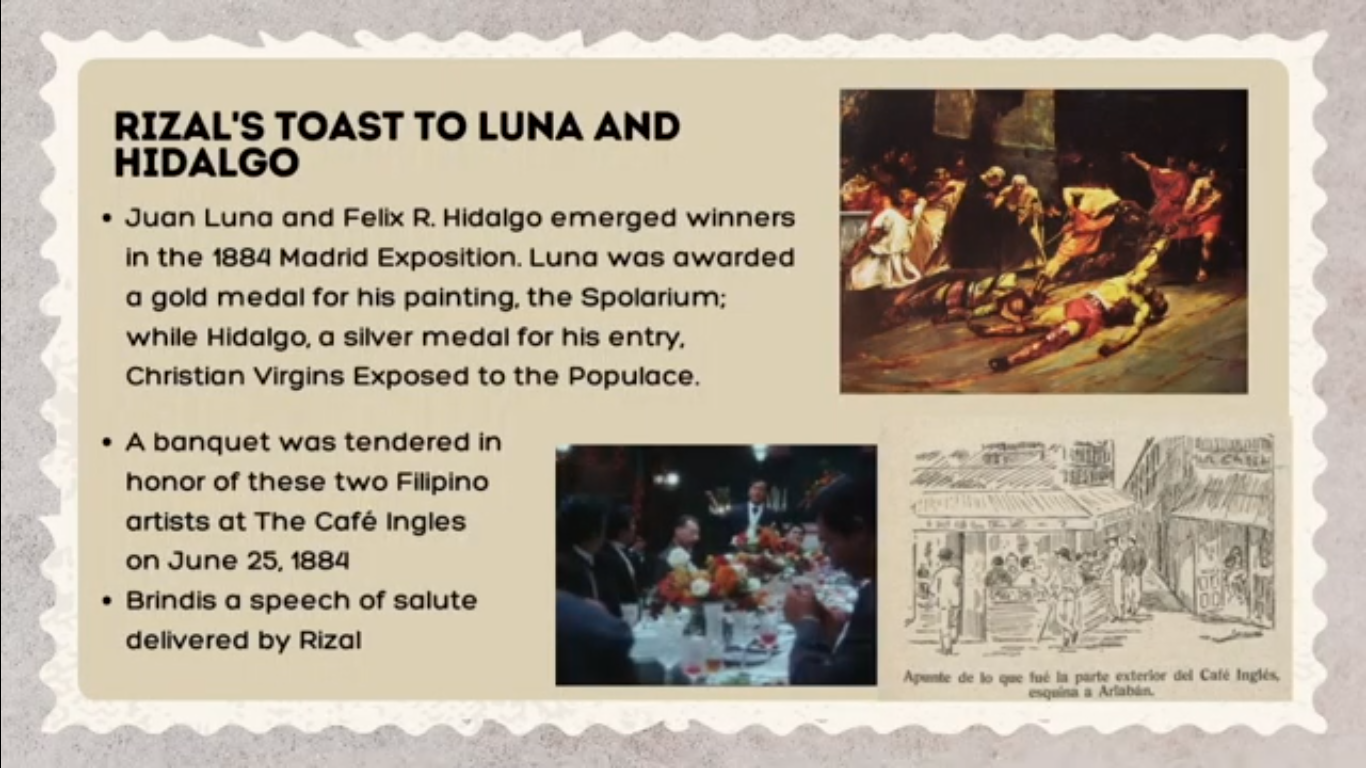 RIZAL'S TOAST TO LUNA AND
HIDALGO
• Juan Luna and Felix R. Hidalgo emerged winners
in the 1884 Madrid Exposition. Luna was awarded
a gold medal for his painting, the Spolarium;
while Hidalgo, a silver medal for his entry,
Christian Virgins Exposed to the Populace.
• A banquet was tendered in
honor of these two Filipino
artists at The Café Ingles
on June 25, 1884
• Brindis a speech of salute
delivered by Rizal
Apunte de lo que fué la parte exterior del Café Inglés,
esquina a Arlabán.